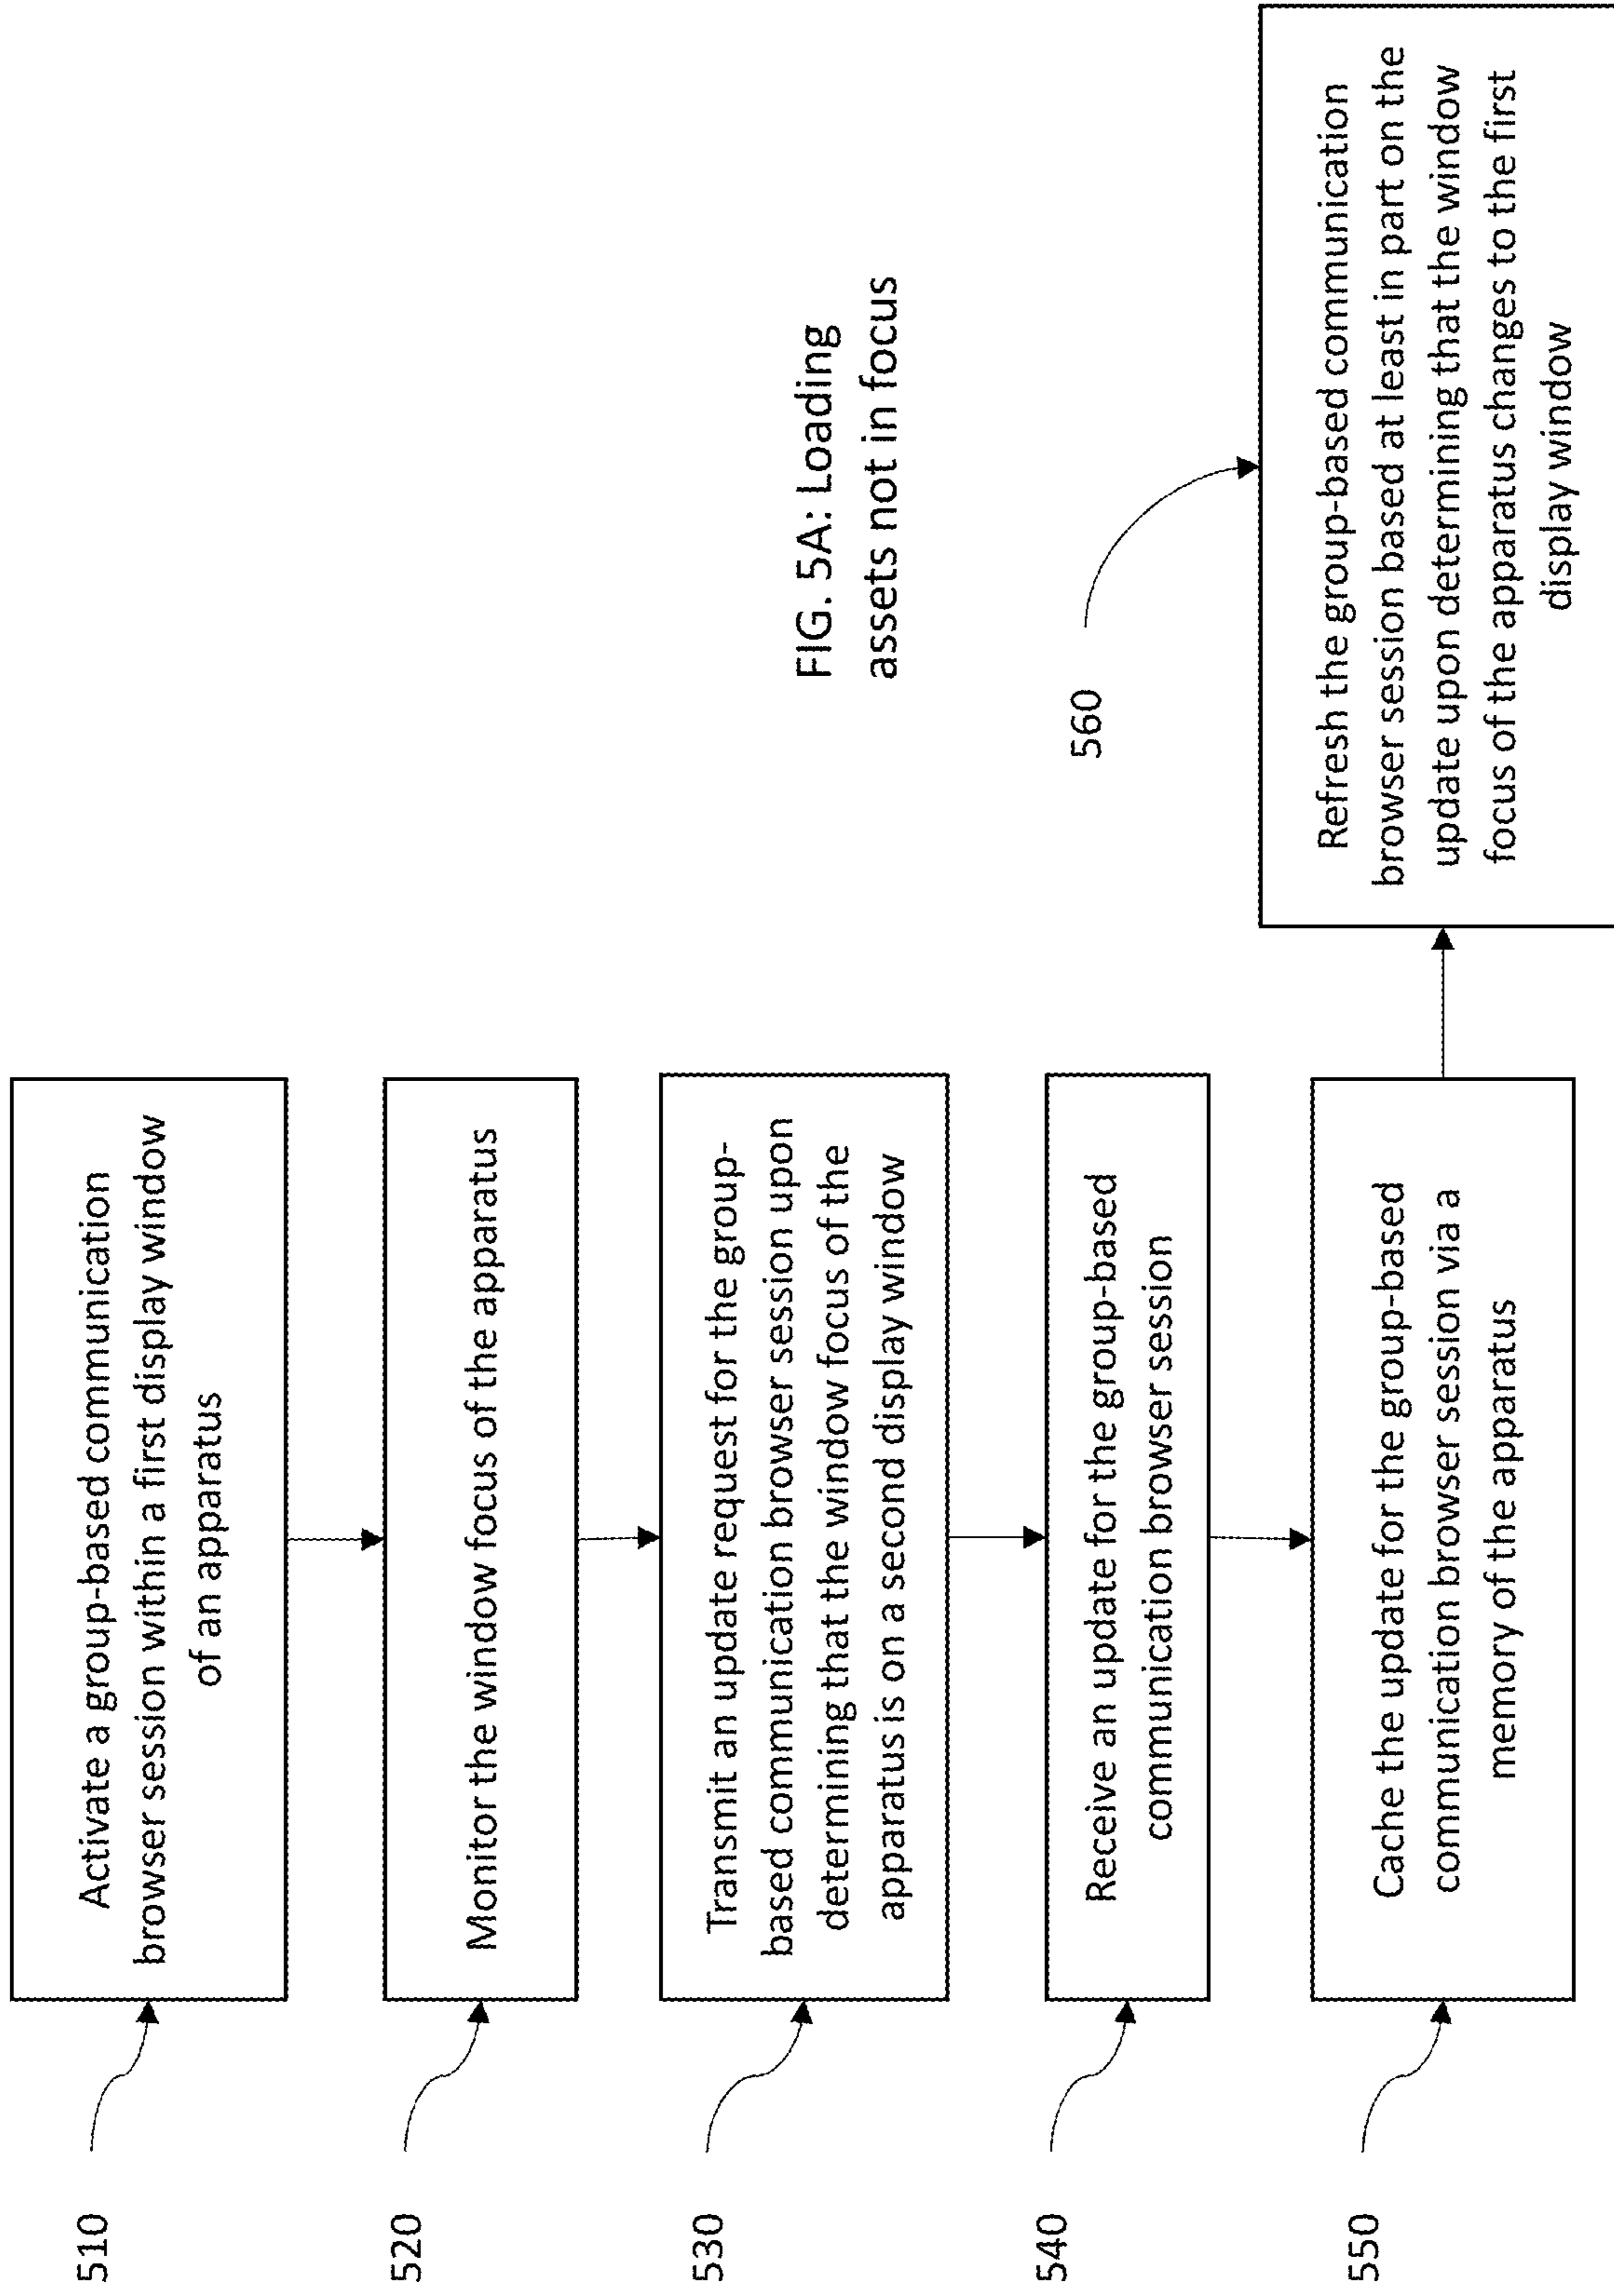 510
Activate a group-based communication
browser session within a first display window
of an apparatus
520
Monitor the window focus of the apparatus
530
Transmit an update request for the group-
based communication browser session upon
determining that the window focus of the
apparatus is on a second display window
540
Receive an update for the group-based
communication browser session
550
Cache the update for the group-based
communication browser session via a
memory of the apparatus
560
Refresh the group-based communication
browser session based at least in part on the
update upon determining that the window
focus of the apparatus changes to the first
display window
FIG. 5A: Loading
assets not in focus